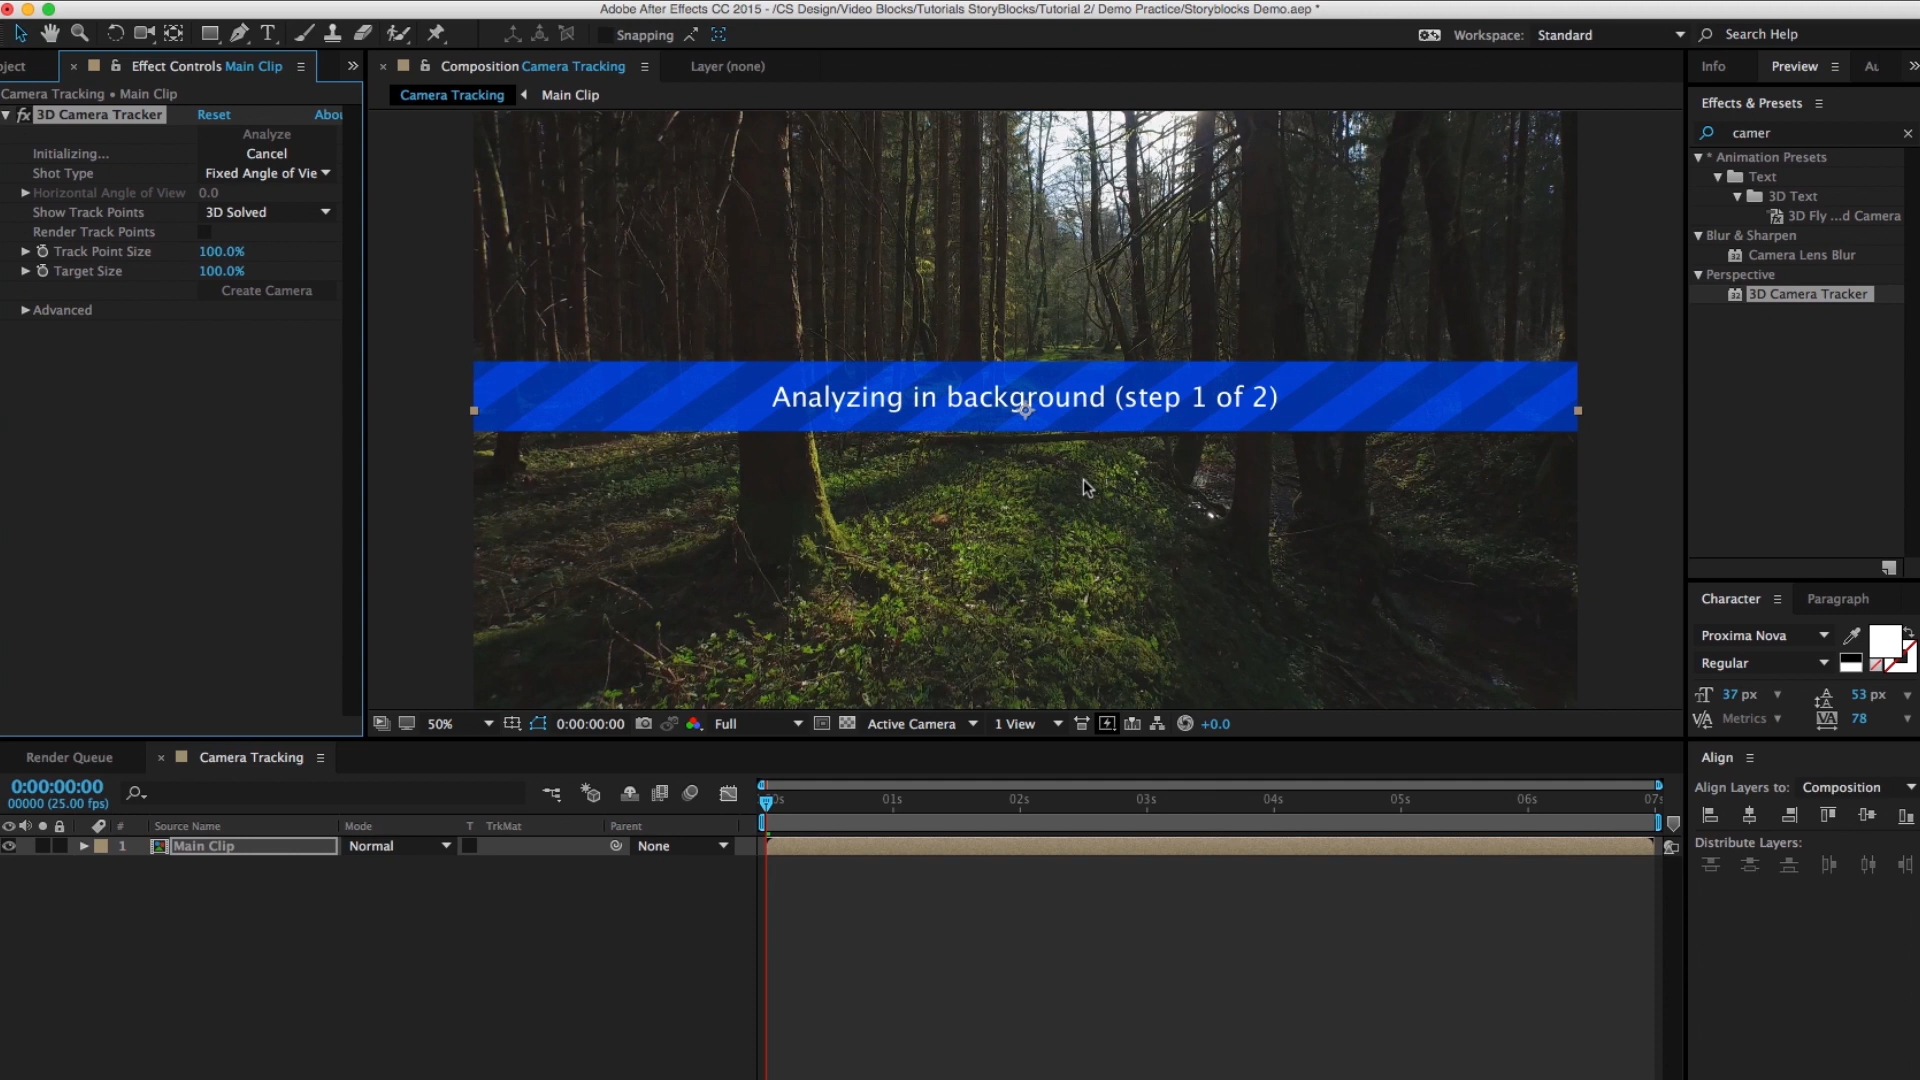 Adobe After Effects CC 2015 - /CS Design/Video Blocks/Tutorials StoryBlocks/Tutorial 2/ Demo Practice/Storyblocks Demo.aep *
Snapping
Workspace: Standard
Search Help
oject
Effect Controls Main Clip
Composition Camera Tracking
Layer (none)
Info
Preview
Camera Tracking • Main Clip
Camera Tracking
Main Clip
Effects & Presets
fx 3D Camera Tracker
Reset
Abou
Analyze
camer
Initializing...
Cancel
* Animation Presets
Shot Type
Fixed Angle of Vie
Text
Horizontal Angle of View
0.0
3D Text
Show Track Points
3D Solved
3D Fly ...d Camera
Render Track Points
Blur & Sharpen
Track Point Size
100.0%
Camera Lens Blur
Target Size
100.0%
Perspective
Create Camera
3D Camera Tracker
Advanced
Analyzing in background (step 1 of 2)
Character
Paragraph
Proxima Nova
Regular
37 px
53 px
Metrics
78
50%
0:00:00:00
Full
Active Camera
1 View
+0.0
Render Queue
Camera Tracking
Align
0:00:00:00
00000 (25.00 fps)
Align Layers to: Composition
01s
02s
03s
04s
05s
06s
#
Source Name
Mode
T
TrkMat
Parent
1
Main Clip
Normal
None
Distribute Layers: